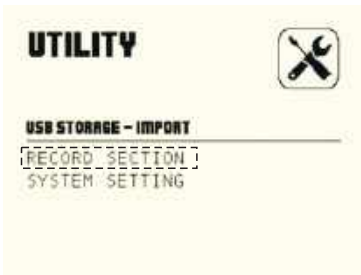 UTILITY
USB STORAGE – IMPORT
RECORD SECTION
SYSTEM SETTING